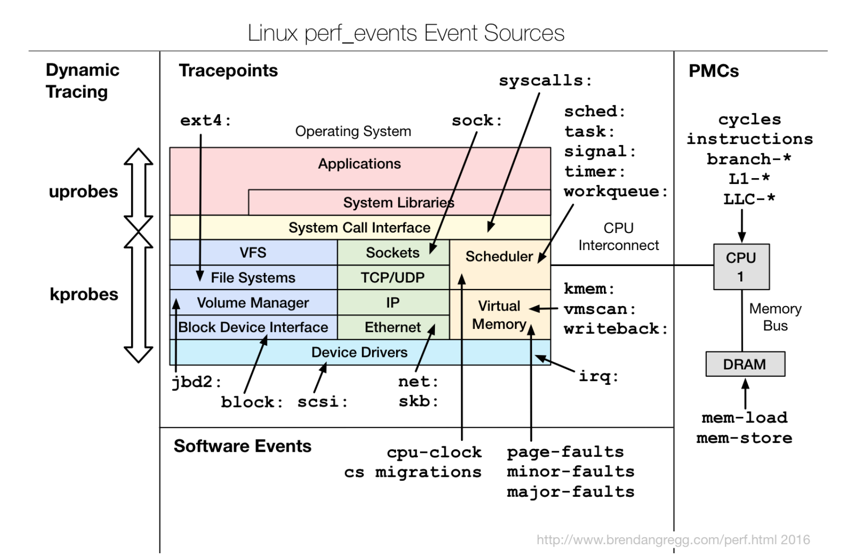 Linux perf_events Event Sources
Dynamic
Tracing
uprobes
kprobes
Tracepoints
syscalls:
ext4:
Operating System
sock:
sched:
task:
signal:
timer:
workqueue:
Applications
System Libraries
System Call Interface
VFS
Sockets
Scheduler
File Systems
TCP/UDP
Volume Manager
IP
Virtual
Memory
Block Device Interface
Ethernet
Device Drivers
CPU
Interconnect
kmem:
vmscan:
writeback:
jbd2:
block:
scsi:
net:
skb:
irq:
Software Events
cpu-clock
cs migrations
page-faults
minor-faults
major-faults
PMCs
cycles
instructions
branch-*
L1-*
LLC-*
CPU
1
Memory
Bus
DRAM
mem-load
mem-store
http://www.brendangregg.com/perf.html 2016